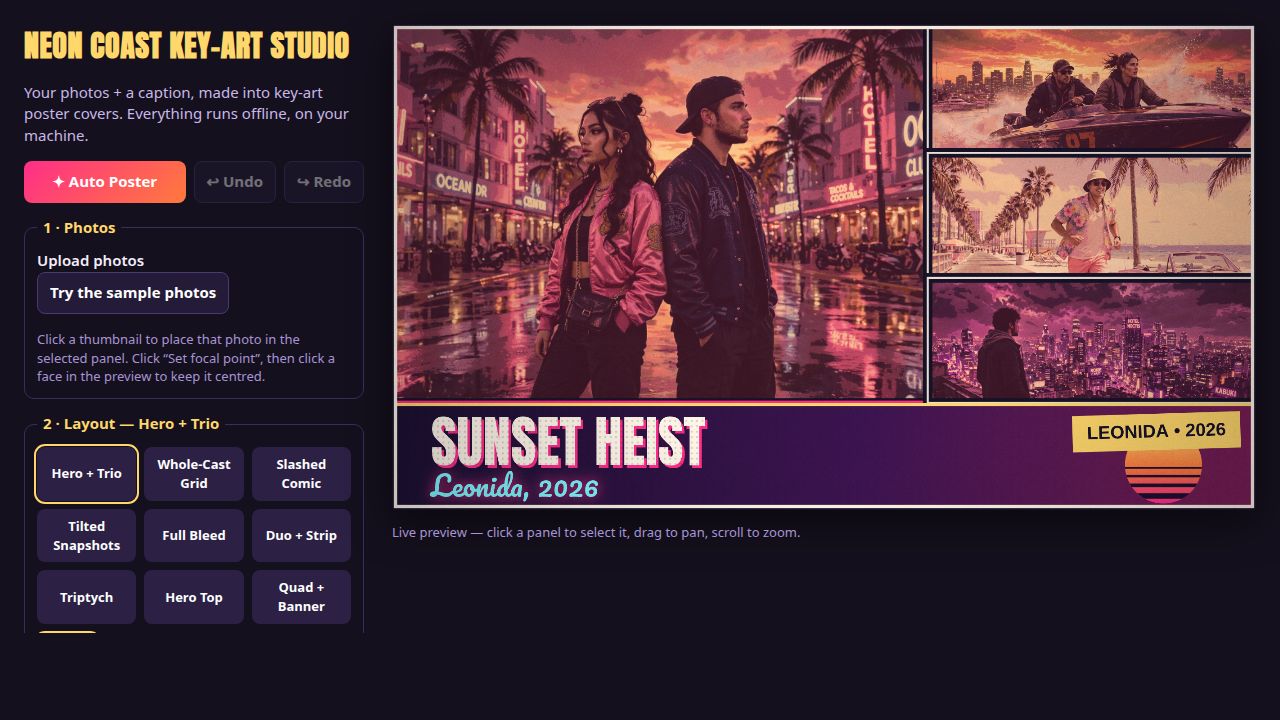 NEON COAST KEY-ART STUDIO
Your photos + a caption, made into key-art
poster covers. Everything runs offline, on your
machine.
✦ Auto Poster
↩ Undo
↪ Redo
1 · Photos
Upload photos
Try the sample photos
Click a thumbnail to place that photo in the
selected panel. Click “Set focal point”, then click a
face in the preview to keep it centred.
2 · Layout — Hero + Trio
Hero + Trio
Whole-Cast
Grid
Slashed
Comic
Tilted
Snapshots
Full Bleed
Duo + Strip
Triptych
Hero Top
Quad +
Banner
HOTEL
OCEAN DR
HOTEL
TACOS &
COCKTAILS
97
KABUKI
SUNSET HEIST
Leonida, 2026
LEONIDA • 2026
Live preview — click a panel to select it, drag to pan, scroll to zoom.